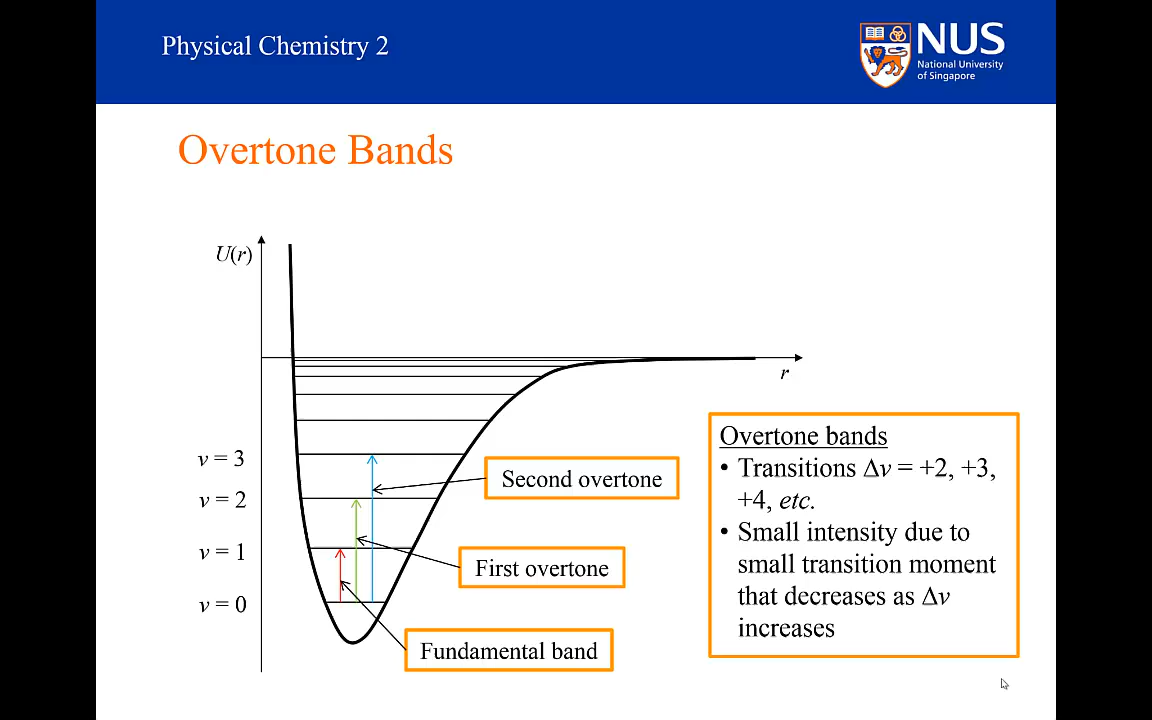 Physical Chemistry 2
NUS
National University
of Singapore
Overtone Bands
U(r)
r
v = 3
v = 2
v = 1
v = 0
Second overtone
First overtone
Fundamental band
Overtone bands
• Transitions Δv = +2, +3,
+4, etc.
• Small intensity due to
small transition moment
that decreases as Δv
increases